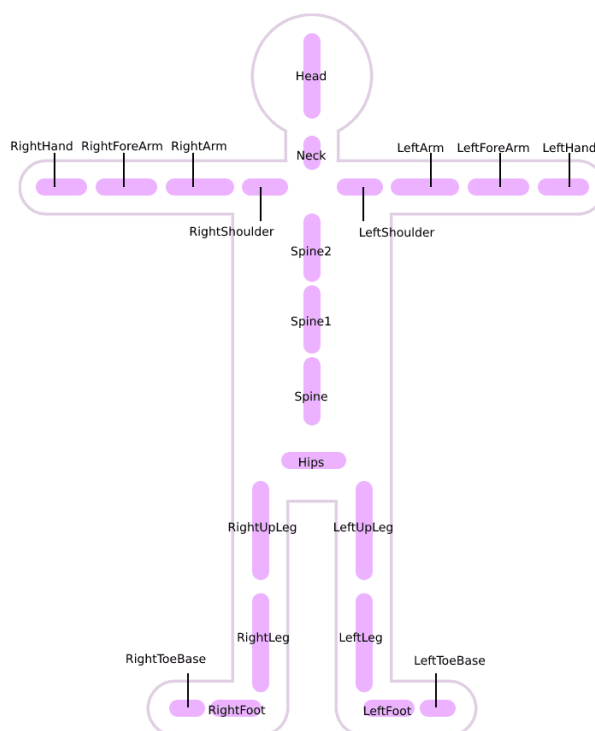 Head
Neck
RightHand RightForeArm RightArm LeftArm LeftForeArm LeftHand
RightShoulder LeftShoulder
Spine2
Spine1
Spine
Hips
RightUpLeg LeftUpLeg
RightLeg LeftLeg
RightToeBase LeftToeBase
RightFoot LeftFoot